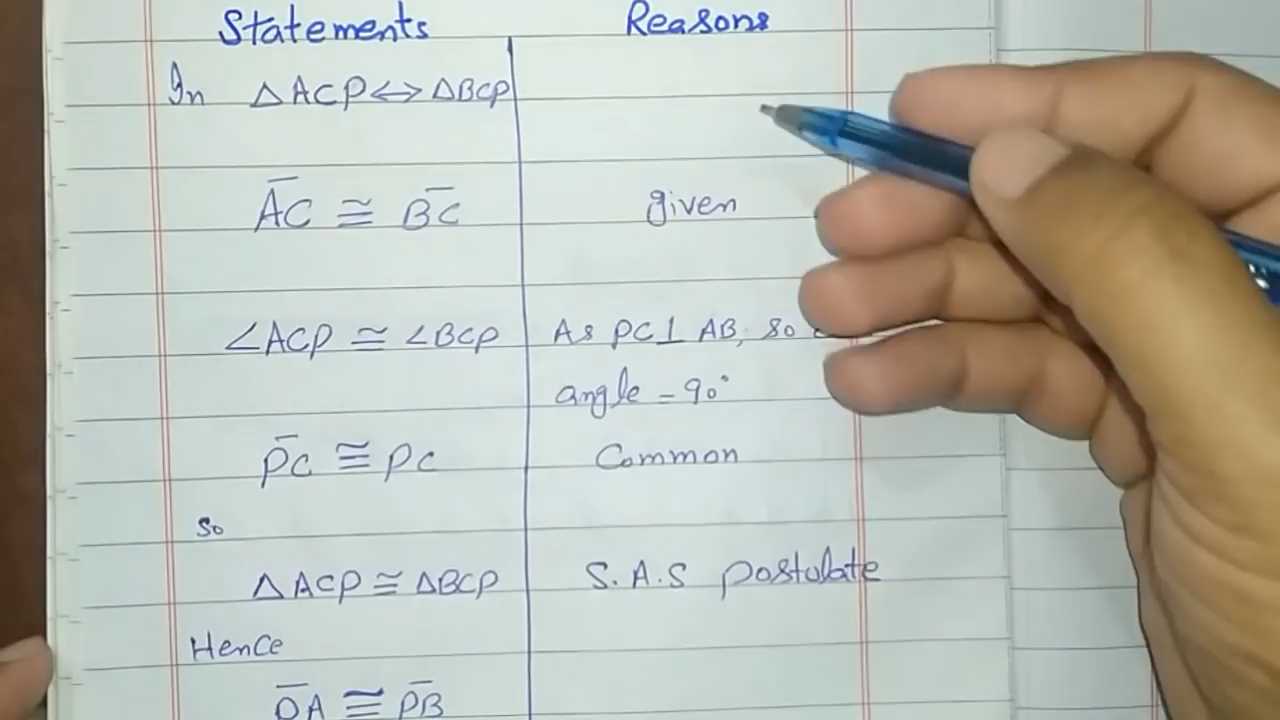 Statements Reasons
In △ACP↔△BCP
A̅C̅ ≅ B̅C̅ given
∠ACP ≅ ∠BCP As PC⊥AB, so
angle = 90°
P̅C̅ ≅ PC Common
So
△ACP ≅ △BCP S.A.S postulate
Hence
P̅A̅ ≅ P̅B̅